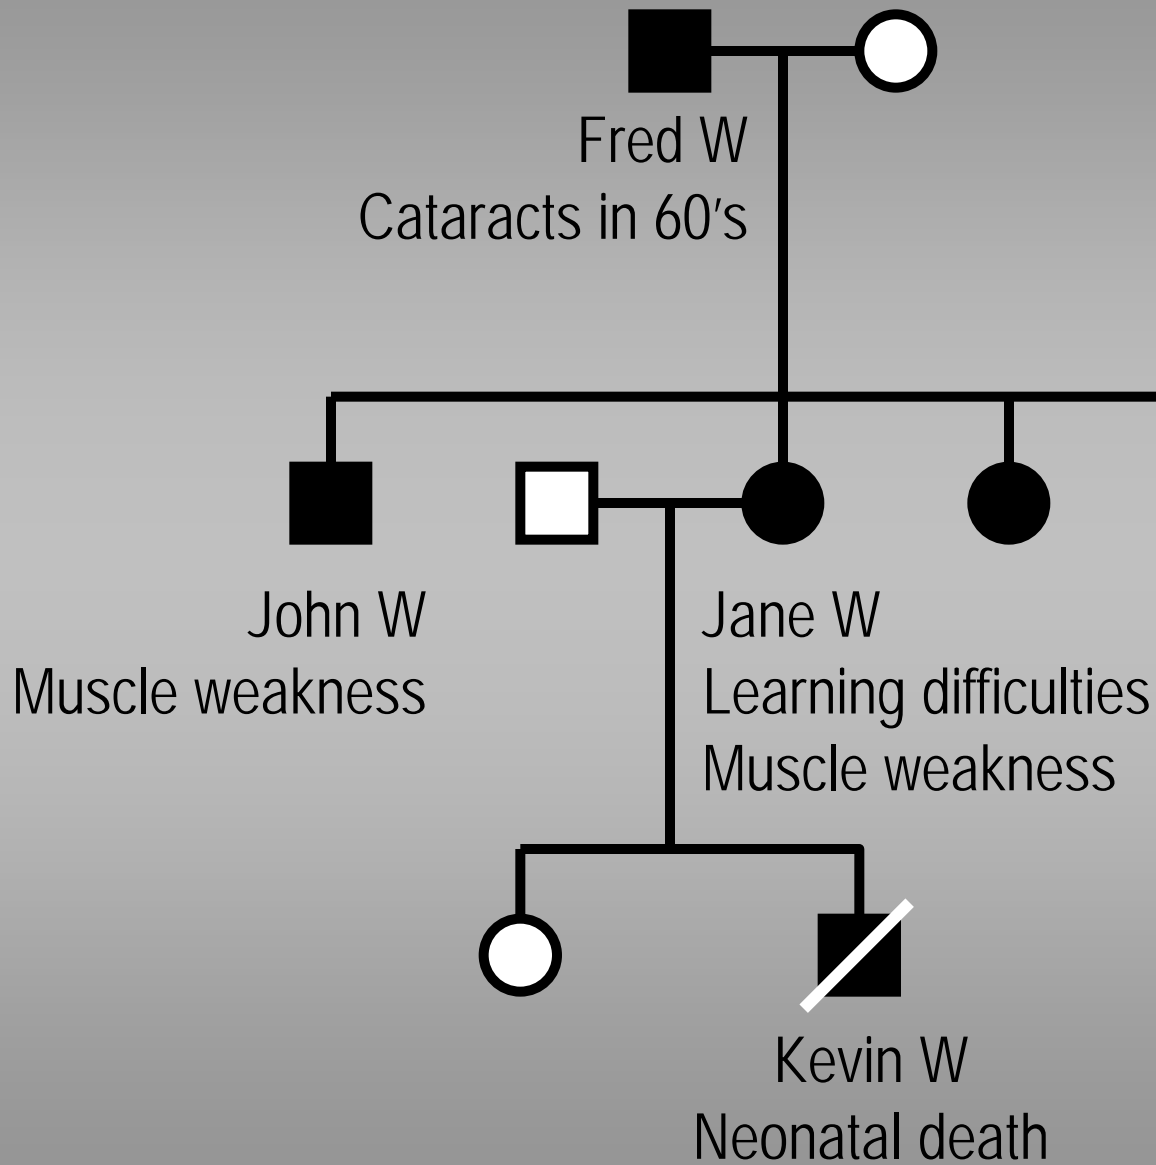 Fred W
Cataracts in 60's
John W
Muscle weakness
Jane W
Learning difficulties
Muscle weakness
Kevin W
Neonatal death